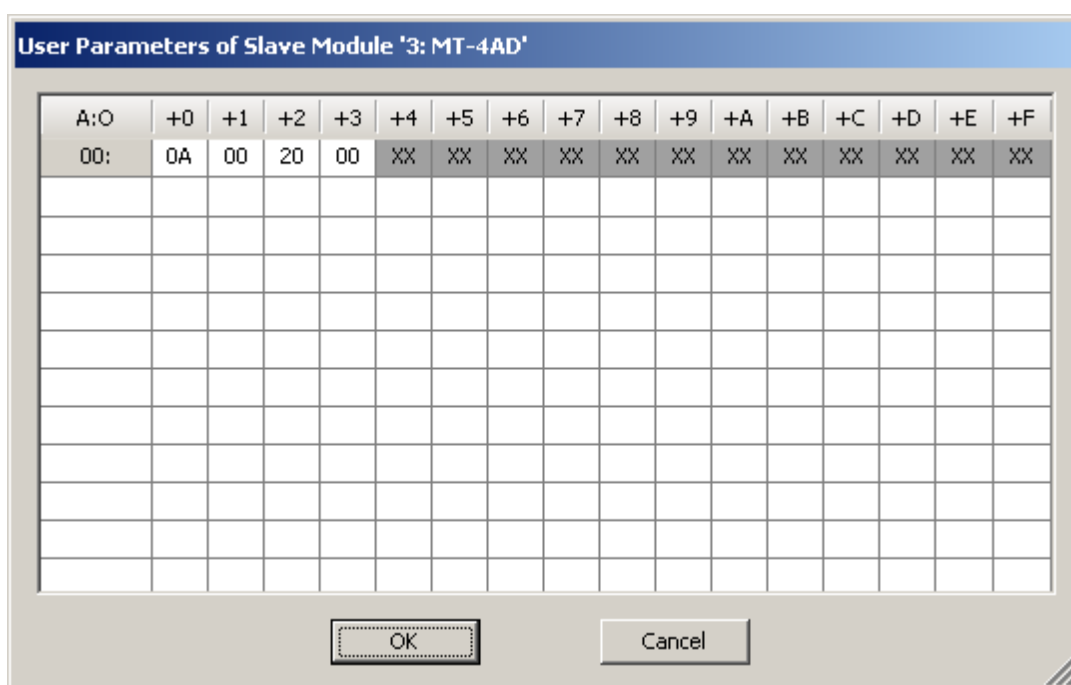 User Parameters of Slave Module '3: MT-4AD'
A:O +0 +1 +2 +3 +4 +5 +6 +7 +8 +9 +A +B +C +D +E +F
00: 0A 00 20 00 XX XX XX XX XX XX XX XX XX XX XX XX
OK Cancel